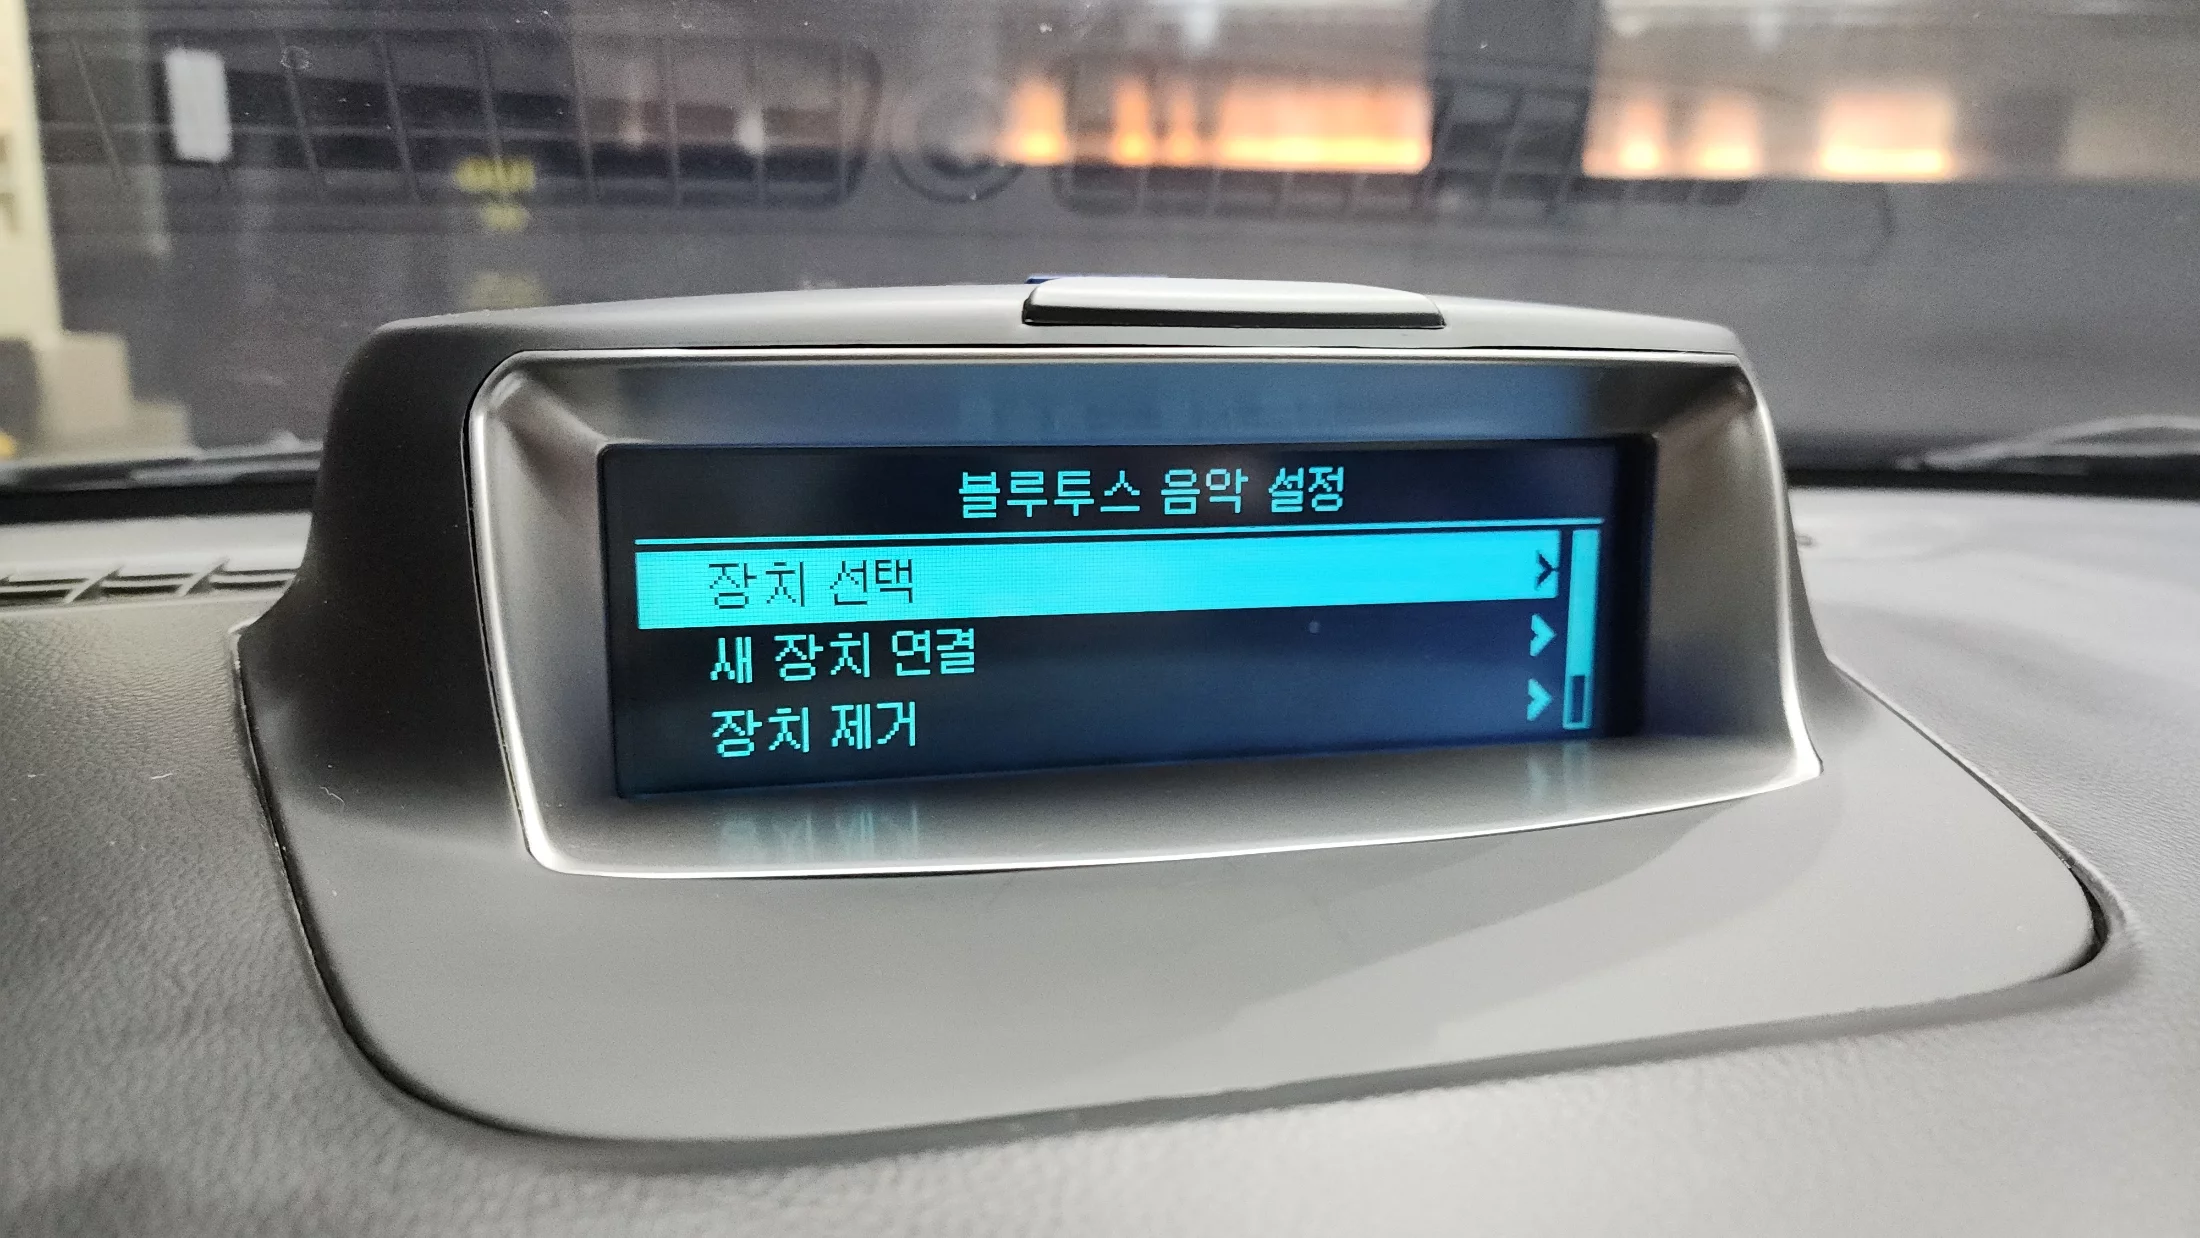 블루투스 음악 설정
장치 선택
새 장치 연결
장치 제거